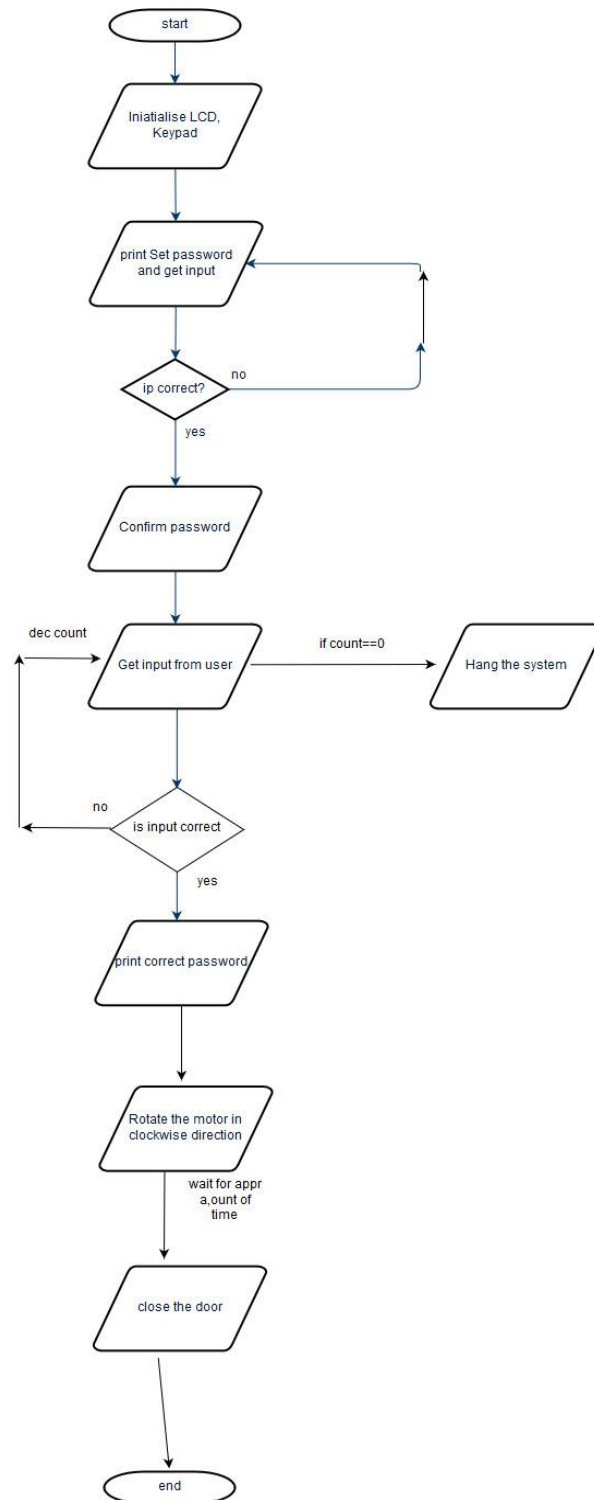 start
Iniatialise LCD,
Keypad
print Set password
and get input
ip correct?
no
yes
Confirm password
dec count
Get input from user
if count==0
Hang the system
no
is input correct
yes
print correct password
Rotate the motor in
clockwise direction
wait for appr
a,ount of
time
close the door
end